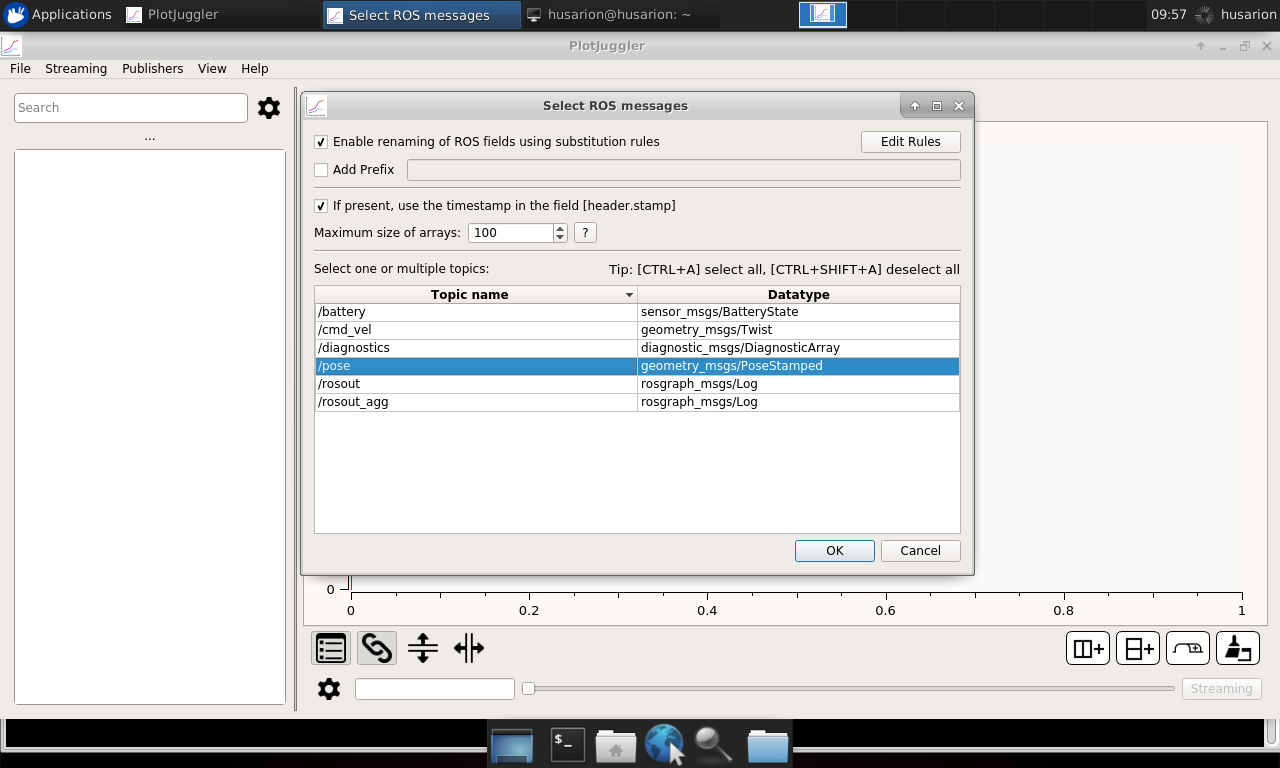 Applications PlotJuggler Select ROS messages husarion@husarion: ~ 09:57 husarion
PlotJuggler
File Streaming Publishers View Help
Search
...
Select ROS messages
Enable renaming of ROS fields using substitution rules Edit Rules
Add Prefix
If present, use the timestamp in the field [header.stamp]
Maximum size of arrays: 100 ?
Select one or multiple topics: Tip: [CTRL+A] select all, [CTRL+SHIFT+A] deselect all
Topic name Datatype
/battery sensor_msgs/BatteryState
/cmd_vel geometry_msgs/Twist
/diagnostics diagnostic_msgs/DiagnosticArray
/pose geometry_msgs/PoseStamped
/rosout rosgraph_msgs/Log
/rosout_agg rosgraph_msgs/Log
OK Cancel
0
0 0.2 0.4 0.6 0.8 1
Streaming
$_